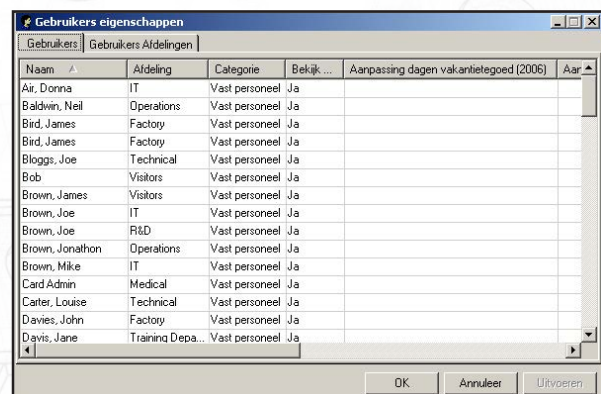 Gebruikers eigenschappen
Gebruikers Gebruikers Afdelingen
Naam Afdeling Categorie Bekijk ... Aanpassing dagen vakantietegoed (2006) Aar
Air, Donna IT Vast personeel Ja
Baldwin, Neil Operations Vast personeel Ja
Bird, James Factory Vast personeel Ja
Bird, James Factory Vast personeel Ja
Bloggs, Joe Technical Vast personeel Ja
Bob Visitors Vast personeel Ja
Brown, James Visitors Vast personeel Ja
Brown, Joe IT Vast personeel Ja
Brown, Joe R&D Vast personeel Ja
Brown, Jonathon Operations Vast personeel Ja
Brown, Mike IT Vast personeel Ja
Card Admin Medical Vast personeel Ja
Carter, Louise Technical Vast personeel Ja
Davies, John Factory Vast personeel Ja
Davis, Jane Training Depa... Vast personeel Ja
OK Annuleer Uitvoeren